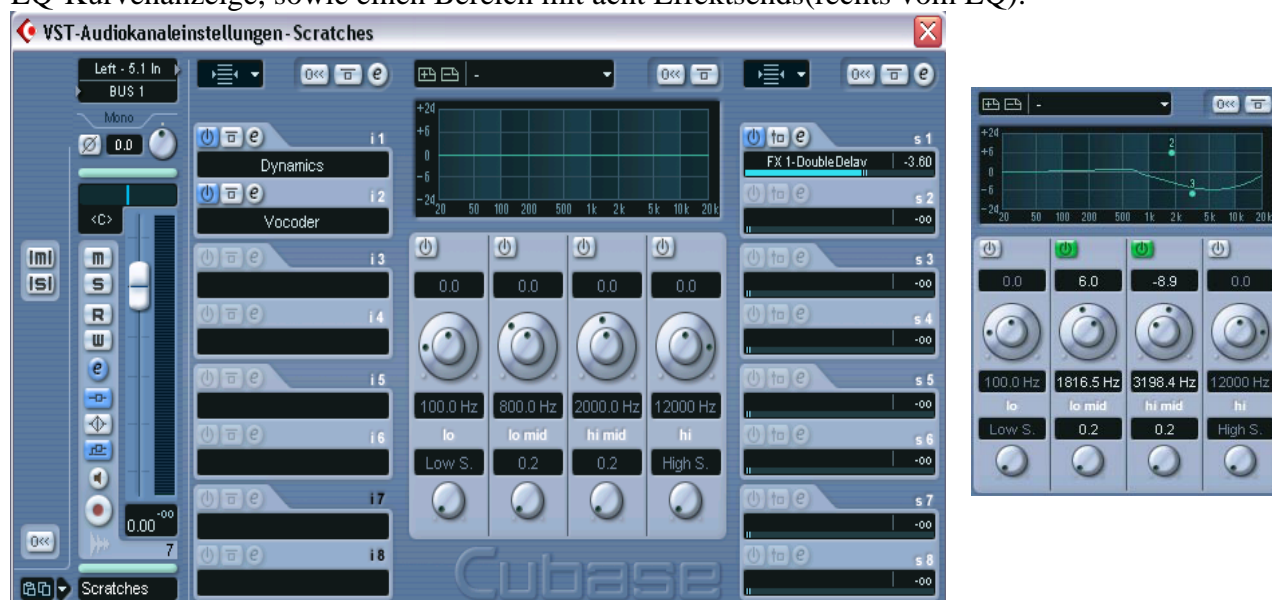 EQ-Kurvenanzeige, sowie einen Bereich mit acht Effektsends(rechts vom EQ).
VST-Audiokanaleinstellungen - Scratches
Left - 5.1 In
BUS 1
Mono
0.0
<C>
m
S
R
W
e
0.00
-oo
7
Scratches
i 1
Dynamics
i 2
Vocoder
i 3
i 4
i 5
i 6
i 7
i 8
-
+24
+6
0
-6
-24
20 50 100 200 500 1k 2k 5k 10k 20k
0.0 0.0 0.0 0.0
100.0 Hz 800.0 Hz 2000.0 Hz 12000 Hz
lo lo mid hi mid hi
Low S. 0.2 0.2 High S.
Cubase
s 1
FX 1-DoubleDelay -3.60
s 2
-oo
s 3
-oo
s 4
-oo
s 5
-oo
s 6
-oo
s 7
-oo
s 8
-oo
-
+24
+6
0
-6
-24
2
3
20 50 100 200 500 1k 2k 5k 10k 20k
0.0 6.0 -8.9 0.0
100.0 Hz 1816.5 Hz 3198.4 Hz 12000 Hz
lo lo mid hi mid hi
Low S. 0.2 0.2 High S.